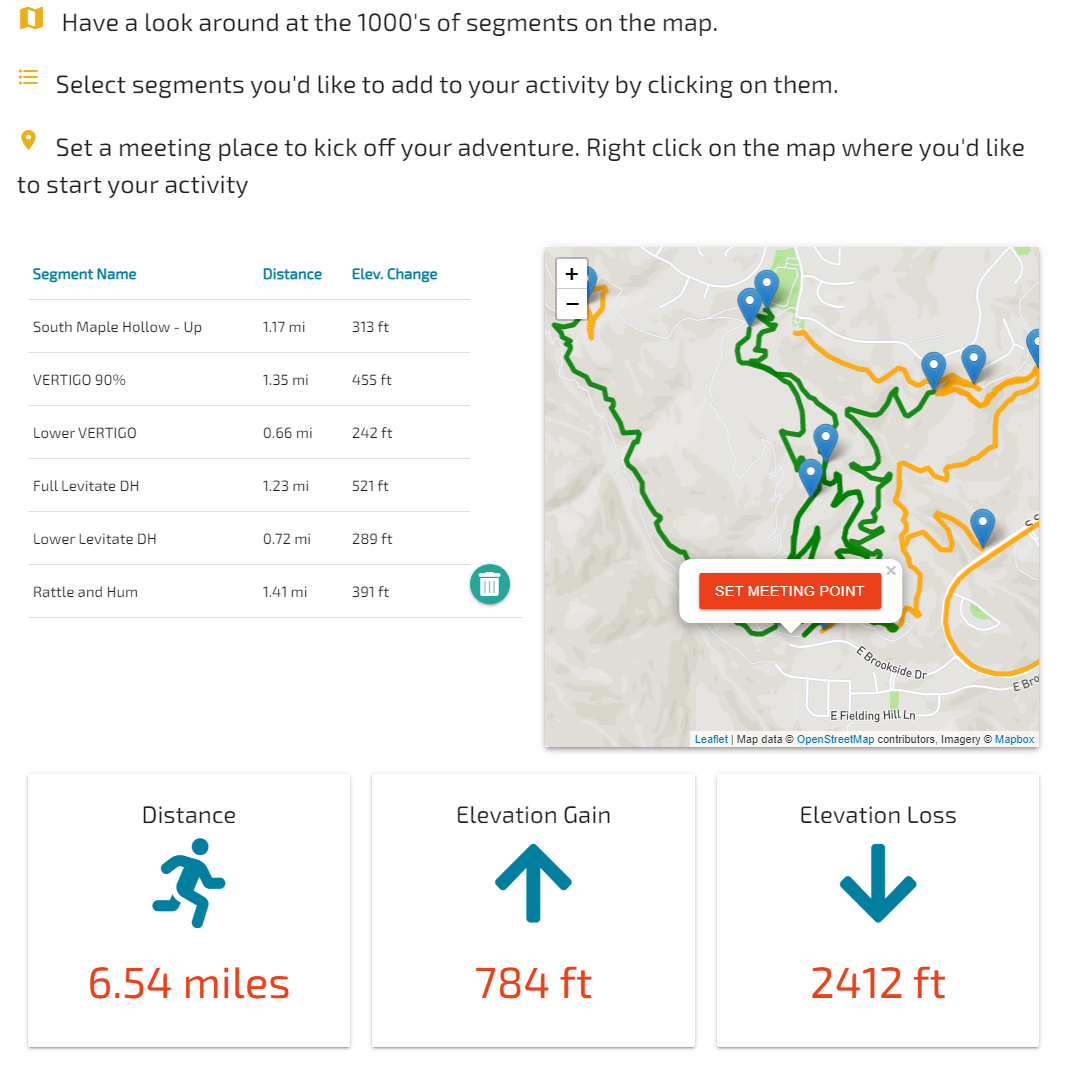 Have a look around at the 1000's of segments on the map.
Select segments you'd like to add to your activity by clicking on them.
Set a meeting place to kick off your adventure. Right click on the map where you'd like
to start your activity
Segment Name Distance Elev. Change
South Maple Hollow - Up 1.17 mi 313 ft
VERTIGO 90% 1.35 mi 455 ft
Lower VERTIGO 0.66 mi 242 ft
Full Levitate DH 1.23 mi 521 ft
Lower Levitate DH 0.72 mi 289 ft
Rattle and Hum 1.41 mi 391 ft
+
−
S S
×
SET MEETING POINT
E Brookside Dr
E Bro
E Fielding Hill Ln
Leaflet | Map data © OpenStreetMap contributors, Imagery © Mapbox
Distance
6.54 miles
Elevation Gain
784 ft
Elevation Loss
2412 ft